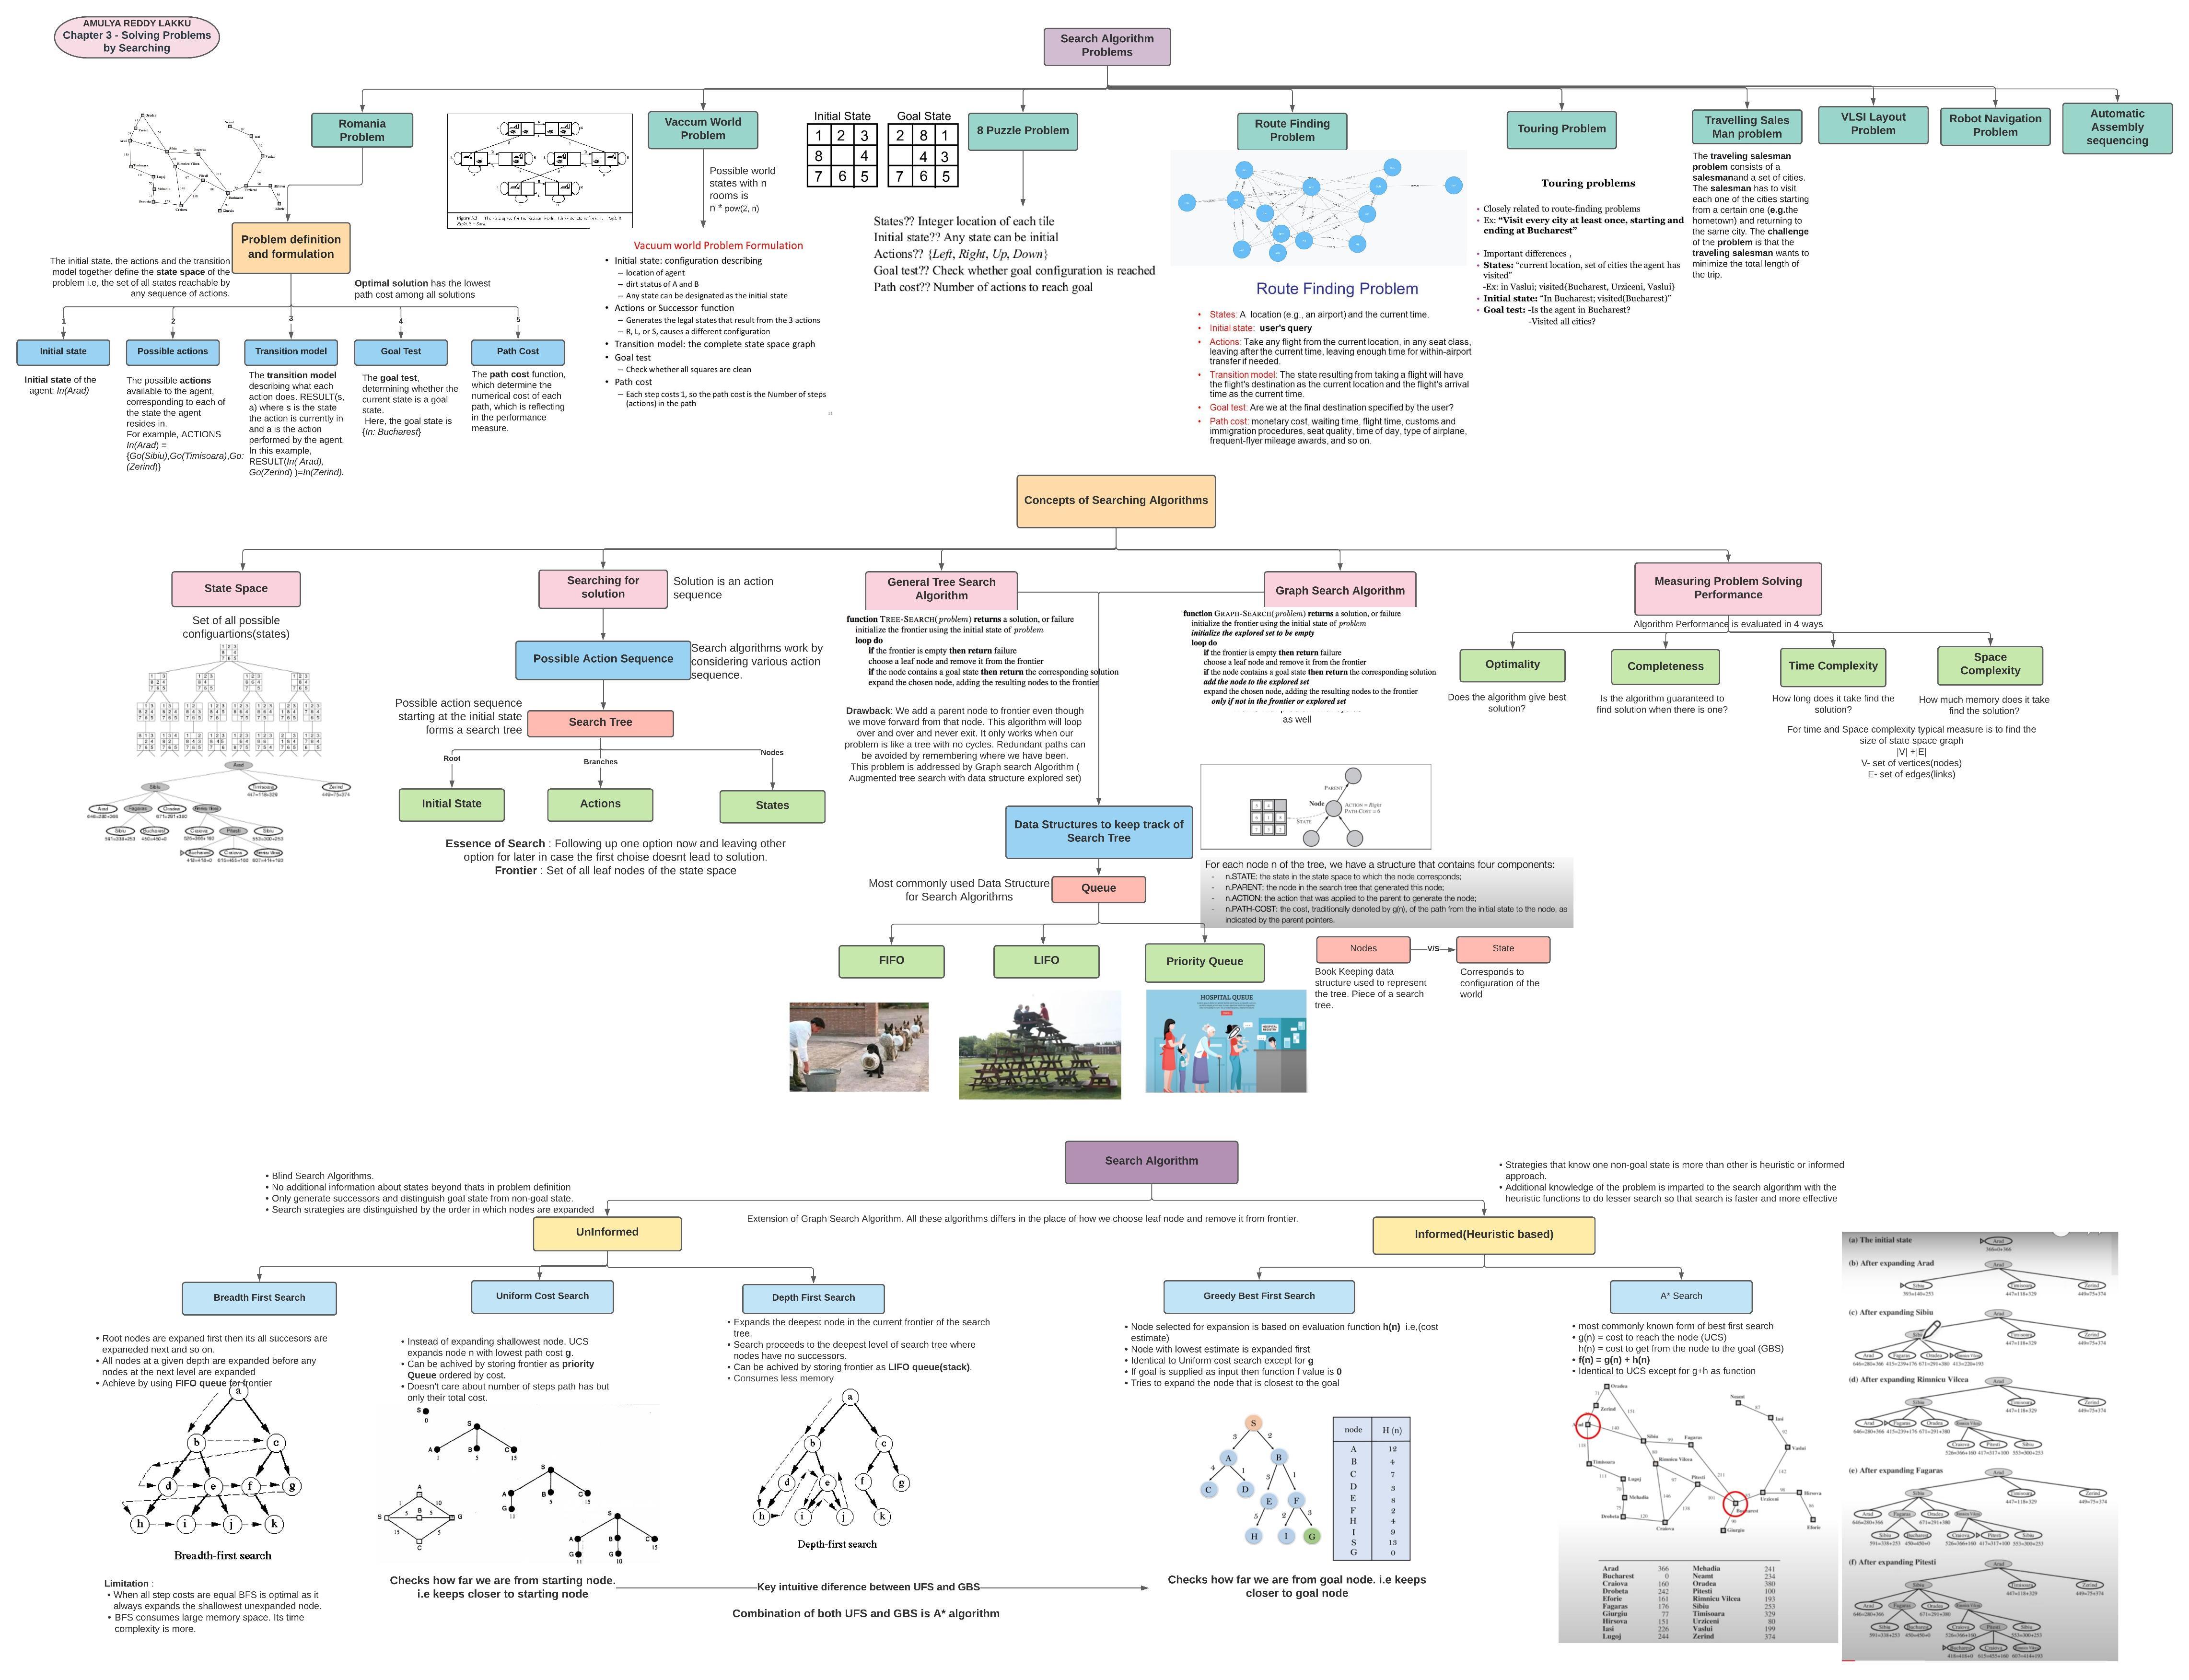 AMULYA REDDY LAKKU
Chapter 3 - Solving Problems
by Searching
Search Algorithm
Problems
Romania
Problem
Vaccum World
Problem
8 Puzzle Problem
Route Finding
Problem
Touring Problem
Travelling Sales
Man problem
VLSI Layout
Problem
Robot Navigation
Problem
Automatic
Assembly
sequencing
Problem definition
and formulation
The initial state, the actions and the transition
model together define the state space of the
problem i.e, the set of all states reachable by
any sequence of actions.
Optimal solution has the lowest
path cost among all solutions
1
2
3
4
5
Initial state
Possible actions
Transition model
Goal Test
Path Cost
Initial state of the
agent: In(Arad)
The possible actions
available to the agent,
corresponding to each of
the state the agent
resides in.
For example, ACTIONS
In(Arad) =
{Go(Sibiu),Go(Timisoara),Go:
(Zerind)}
The transition model
describing what each
action does. RESULT(s,
a) where s is the state
the action is currently in
and a is the action
performed by the agent.
In this example,
RESULT(In( Arad),
Go(Zerind) )=In(Zerind).
The goal test,
determining whether the
current state is a goal
state.
Here, the goal state is
{In: Bucharest}
The path cost function,
which determine the
numerical cost of each
path, which is reflecting
in the performance
measure.
Possible world
states with n
rooms is
n * pow(2, n)
Vacuum world Problem Formulation
• Initial state: configuration describing
– location of agent
– dirt status of A and B
– Any state can be designated as the initial state
• Actions or Successor function
– Generates the legal states that result from the 3 actions
– R, L, or S, causes a different configuration
• Transition model: the complete state space graph
• Goal test
– Check whether all squares are clean
• Path cost
– Each step costs 1, so the path cost is the Number of steps
(actions) in the path
Initial State
1 2 3
8 4
7 6 5
Goal State
2 8 1
4 3
7 6 5
States?? Integer location of each tile
Initial state?? Any state can be initial
Actions?? {Left, Right, Up, Down}
Goal test?? Check whether goal configuration is reached
Path cost?? Number of actions to reach goal
Route Finding Problem
• States: A location (e.g., an airport) and the current time.
• Initial state: user's query
• Actions: Take any flight from the current location, in any seat class,
leaving after the current time, leaving enough time for within-airport
transfer if needed.
• Transition model: The state resulting from taking a flight will have
the flight's destination as the current location and the flight's arrival
time as the current time.
• Goal test: Are we at the final destination specified by the user?
• Path cost: monetary cost, waiting time, flight time, customs and
immigration procedures, seat quality, time of day, type of airplane,
frequent-flyer mileage awards, and so on.
Touring problems
• Closely related to route-finding problems
• Ex: “Visit every city at least once, starting and
ending at Bucharest”
• Important differences ,
• States: “current location, set of cities the agent has
visited”
-Ex: in Vaslui; visited{Bucharest, Urziceni, Vaslui}
• Initial state: “In Bucharest; visited(Bucharest)”
• Goal test: -Is the agent in Bucharest?
-Visited all cities?
The traveling salesman
problem consists of a
salesmanand a set of cities.
The salesman has to visit
each one of the cities starting
from a certain one (e.g.the
hometown) and returning to
the same city. The challenge
of the problem is that the
traveling salesman wants to
minimize the total length of
the trip.
Concepts of Searching Algorithms
State Space
Set of all possible
configuartions(states)
Searching for
solution
Solution is an action
sequence
Possible Action Sequence
Search algorithms work by
considering various action
sequence.
Possible action sequence
starting at the initial state
forms a search tree
Search Tree
Root
Branches
Nodes
Initial State
Actions
States
Essence of Search : Following up one option now and leaving other
option for later in case the first choise doesnt lead to solution.
Frontier : Set of all leaf nodes of the state space
General Tree Search
Algorithm
function TREE-SEARCH(problem) returns a solution, or failure
initialize the frontier using the initial state of problem
loop do
if the frontier is empty then return failure
choose a leaf node and remove it from the frontier
if the node contains a goal state then return the corresponding solution
expand the chosen node, adding the resulting nodes to the frontier
Drawback: We add a parent node to frontier even though
we move forward from that node. This algorithm will loop
over and over and never exit. It only works when our
problem is like a tree with no cycles. Redundant paths can
be avoided by remembering where we have been.
This problem is addressed by Graph search Algorithm (
Augmented tree search with data structure explored set)
Graph Search Algorithm
function GRAPH-SEARCH(problem) returns a solution, or failure
initialize the frontier using the initial state of problem
initialize the explored set to be empty
loop do
if the frontier is empty then return failure
choose a leaf node and remove it from the frontier
if the node contains a goal state then return the corresponding solution
add the node to the explored set
expand the chosen node, adding the resulting nodes to the frontier
only if not in the frontier or explored set
as well
Measuring Problem Solving
Performance
Algorithm Performance is evaluated in 4 ways
Optimality
Completeness
Time Complexity
Space
Complexity
Does the algorithm give best
solution?
Is the algorithm guaranteed to
find solution when there is one?
How long does it take find the
solution?
How much memory does it take
find the solution?
For time and Space complexity typical measure is to find the
size of state space graph
|V| +|E|
V- set of vertices(nodes)
E- set of edges(links)
Data Structures to keep track of
Search Tree
PARENT
Node
ACTION = Right
PATH-COST = 6
STATE
For each node n of the tree, we have a structure that contains four components:
- n.STATE: the state in the state space to which the node corresponds;
- n.PARENT: the node in the search tree that generated this node;
- n.ACTION: the action that was applied to the parent to generate the node;
- n.PATH-COST: the cost, traditionally denoted by g(n), of the path from the initial state to the node, as
indicated by the parent pointers.
Most commonly used Data Structure
for Search Algorithms
Queue
FIFO
LIFO
Priority Queue
HOSPITAL QUEUE
Nodes
V/S
State
Book Keeping data
structure used to represent
the tree. Piece of a search
tree.
Corresponds to
configuration of the
world
Search Algorithm
• Blind Search Algorithms.
• No additional information about states beyond thats in problem definition
• Only generate successors and distinguish goal state from non-goal state.
• Search strategies are distinguished by the order in which nodes are expanded
• Strategies that know one non-goal state is more than other is heuristic or informed
approach.
• Additional knowledge of the problem is imparted to the search algorithm with the
heuristic functions to do lesser search so that search is faster and more effective
UnInformed
Extension of Graph Search Algorithm. All these algorithms differs in the place of how we choose leaf node and remove it from frontier.
Informed(Heuristic based)
Breadth First Search
Uniform Cost Search
Depth First Search
Greedy Best First Search
A* Search
• Root nodes are expaned first then its all succesors are
expaneded next and so on.
• All nodes at a given depth are expanded before any
nodes at the next level are expanded
• Achieve by using FIFO queue for frontier
a
b c
d e f g
h i j k
Breadth-first search
Limitation :
• When all step costs are equal BFS is optimal as it
always expands the shallowest unexpanded node.
• BFS consumes large memory space. Its time
complexity is more.
• Instead of expanding shallowest node, UCS
expands node n with lowest path cost g.
• Can be achived by storing frontier as priority
Queue ordered by cost.
• Doesn't care about number of steps path has but
only their total cost.
Checks how far we are from starting node.
i.e keeps closer to starting node
• Expands the deepest node in the current frontier of the search
tree.
• Search proceeds to the deepest level of search tree where
nodes have no successors.
• Can be achived by storing frontier as LIFO queue(stack).
• Consumes less memory
a
b c
d e f g
h i j k
Depth-first search
Key intuitive diference between UFS and GBS
Combination of both UFS and GBS is A* algorithm
• Node selected for expansion is based on evaluation function h(n) i.e,(cost
estimate)
• Node with lowest estimate is expanded first
• Identical to Uniform cost search except for g
• If goal is supplied as input then function f value is 0
• Tries to expand the node that is closest to the goal
S
3 2
A B
4 1 3 1
C D E F
5 2 3
H I G
node H (n)
A 12
B 4
C 7
D 3
E 8
F 2
H 4
I 9
S 13
G 0
Checks how far we are from goal node. i.e keeps
closer to goal node
• most commonly known form of best first search
• g(n) = cost to reach the node (UCS)
h(n) = cost to get from the node to the goal (GBS)
• f(n) = g(n) + h(n)
• Identical to UCS except for g+h as function
Arad 366 Mehadia 241
Bucharest 0 Neamt 234
Craiova 160 Oradea 380
Drobeta 242 Pitesti 100
Eforie 161 Rimnicu Vilcea 193
Fagaras 176 Sibiu 253
Giurgiu 77 Timisoara 329
Hirsova 151 Urziceni 80
Iasi 226 Vaslui 199
Lugoj 244 Zerind 374
(a) The initial state
(b) After expanding Arad
(c) After expanding Sibiu
(d) After expanding Rimnicu Vilcea
(e) After expanding Fagaras
(f) After expanding Pitesti